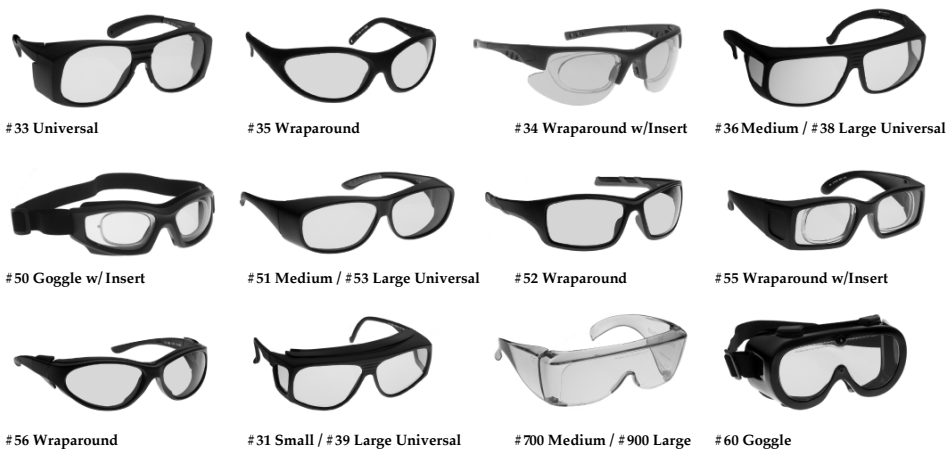 #33 Universal
#35 Wraparound
#34 Wraparound w/Insert
#36 Medium / #38 Large Universal
#50 Goggle w/ Insert
#51 Medium / #53 Large Universal
#52 Wraparound
#55 Wraparound w/Insert
#56 Wraparound
#31 Small / #39 Large Universal
#700 Medium / #900 Large
#60 Goggle